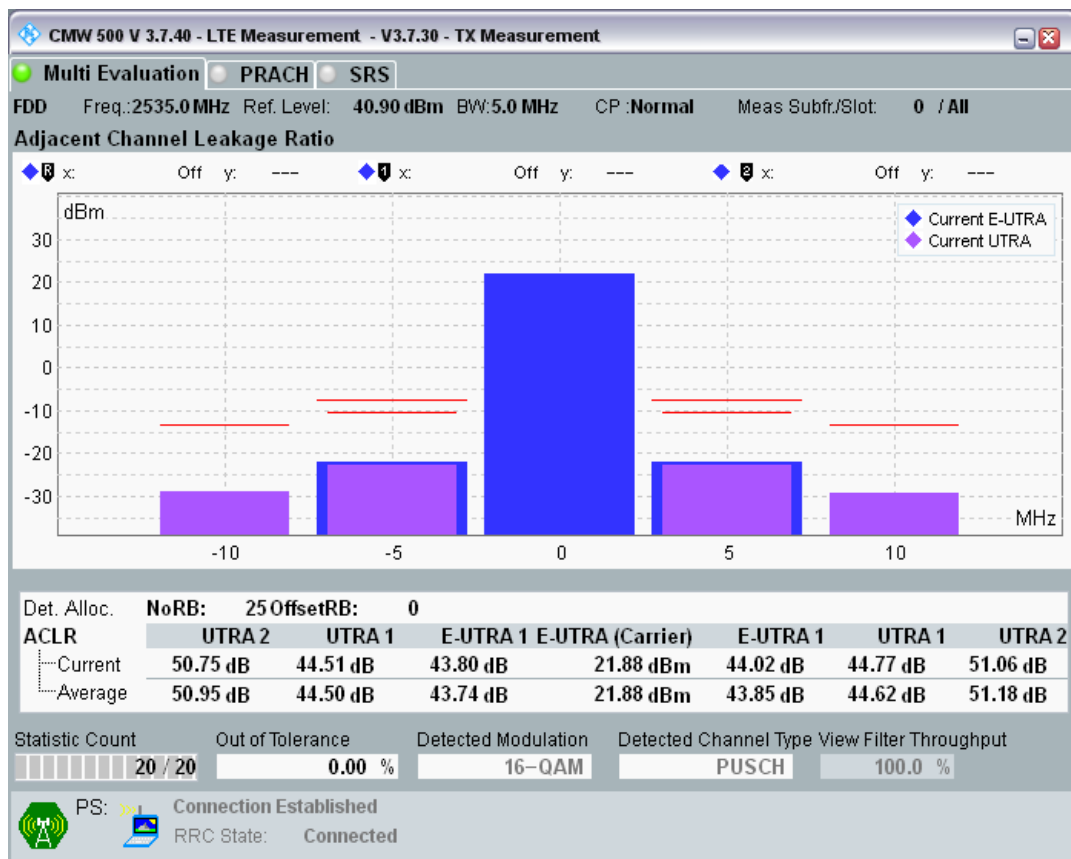 CMW 500 V 3.7.40 - LTE Measurement - V3.7.30 - TX Measurement
Multi Evaluation PRACH SRS
FDD Freq.:2535.0 MHz Ref. Level: 40.90 dBm BW:5.0 MHz CP :Normal Meas Subfr./Slot: 0 / All
Adjacent Channel Leakage Ratio
R x: Off y: --- 1 x: Off y: --- 2 x: Off y: ---
dBm
Current E-UTRA
Current UTRA
30
20
10
0
-10
-20
-30
MHz
-10 -5 0 5 10
Det. Alloc. NoRB: 25 OffsetRB: 0
ACLR UTRA 2 UTRA 1 E-UTRA 1 E-UTRA (Carrier) E-UTRA 1 UTRA 1 UTRA 2
Current 50.75 dB 44.51 dB 43.80 dB 21.88 dBm 44.02 dB 44.77 dB 51.06 dB
Average 50.95 dB 44.50 dB 43.74 dB 21.88 dBm 43.85 dB 44.62 dB 51.18 dB
Statistic Count Out of Tolerance Detected Modulation Detected Channel Type View Filter Throughput
20 / 20 0.00 % 16-QAM PUSCH 100.0 %
PS: Connection Established
RRC State: Connected